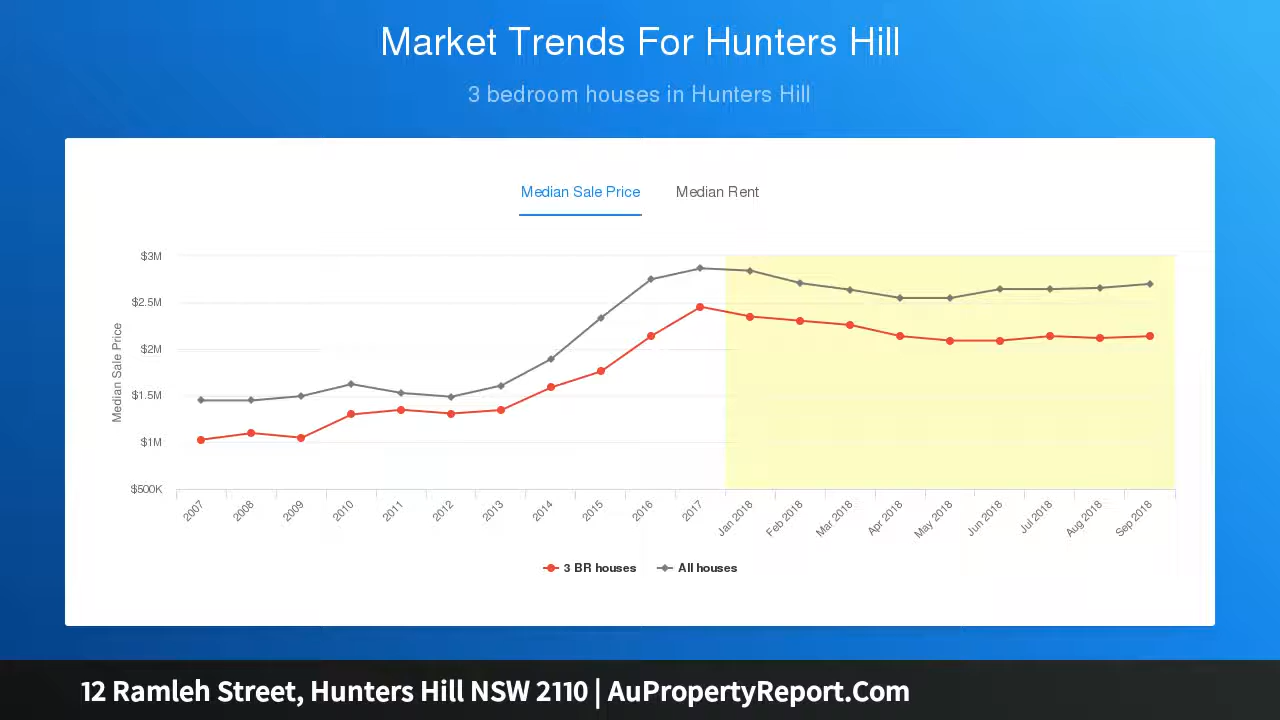 Market Trends For Hunters Hill
3 bedroom houses in Hunters Hill
Median Sale Price Median Rent
Median Sale Price
$3M
$2.5M
$2M
$1.5M
$1M
$500K
2007 2008 2009 2010 2011 2012 2013 2014 2015 2016 2017 Jan 2018 Feb 2018 Mar 2018 Apr 2018 May 2018 Jun 2018 Jul 2018 Aug 2018 Sep 2018
3 BR houses All houses
12 Ramleh Street, Hunters Hill NSW 2110 | AuPropertyReport.Com